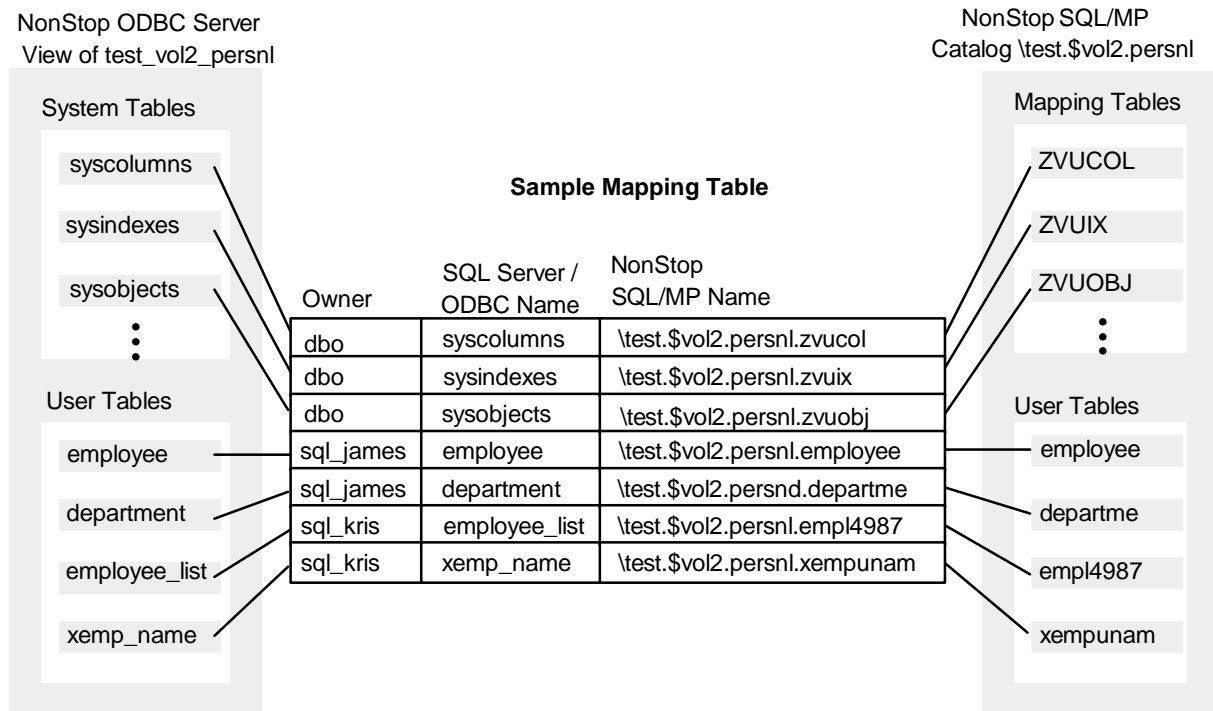 NonStop ODBC Server
View of test_vol2_persnl
System Tables
syscolumns
sysindexes
sysobjects
User Tables
employee
department
employee_list
xemp_name
Sample Mapping Table
Owner
SQL Server /
ODBC Name
NonStop
SQL/MP Name
dbo syscolumns \test.$vol2.persnl.zvucol
dbo sysindexes \test.$vol2.persnl.zvuix
dbo sysobjects \test.$vol2.persnl.zvuobj
sql_james employee \test.$vol2.persnl.employee
sql_james department \test.$vol2.persnd.departme
sql_kris employee_list \test.$vol2.persnl.empl4987
sql_kris xemp_name \test.$vol2.persnl.xempunam
NonStop SQL/MP
Catalog \test.$vol2.persnl
Mapping Tables
ZVUCOL
ZVUIX
ZVUOBJ
User Tables
employee
departme
empl4987
xempunam